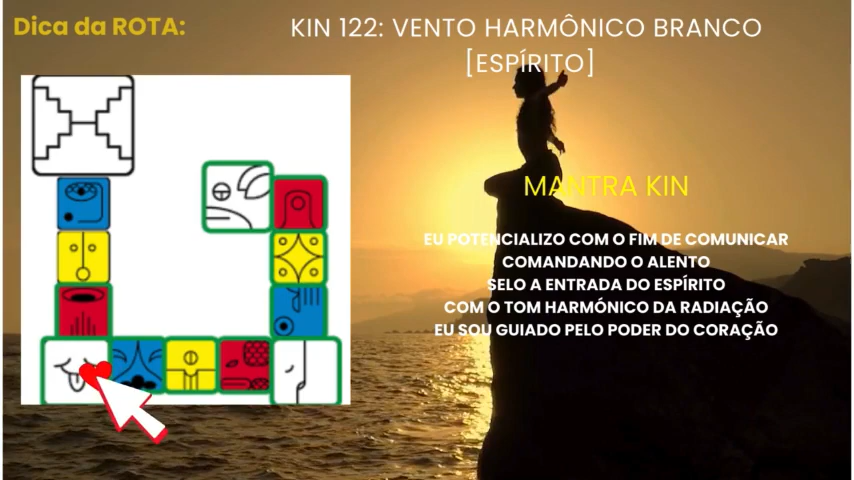 Dica da ROTA:
KIN 122: VENTO HARMÔNICO BRANCO
[ESPÍRITO]
MANTRA KIN
EU POTENCIALIZO COM O FIM DE COMUNICAR
COMANDANDO O ALENTO
SELO A ENTRADA DO ESPÍRITO
COM O TOM HARMÓNICO DA RADIAÇÃO
EU SOU GUIADO PELO PODER DO CORAÇÃO